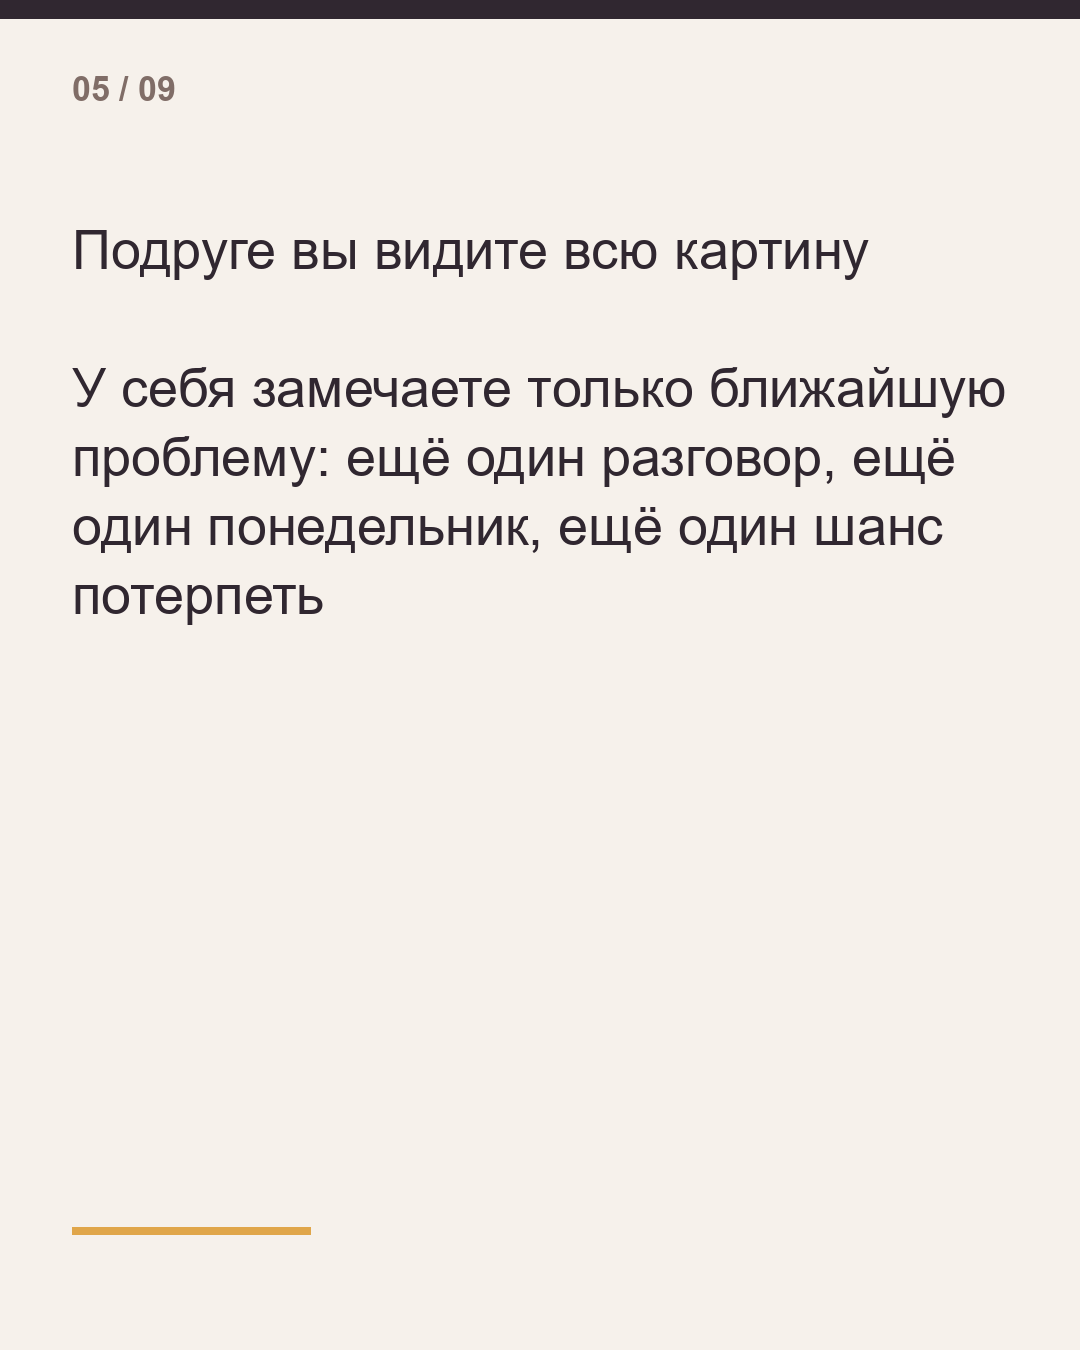 05 / 09
Подруге вы видите всю картину
У себя замечаете только ближайшую
проблему: ещё один разговор, ещё
один понедельник, ещё один шанс
потерпеть